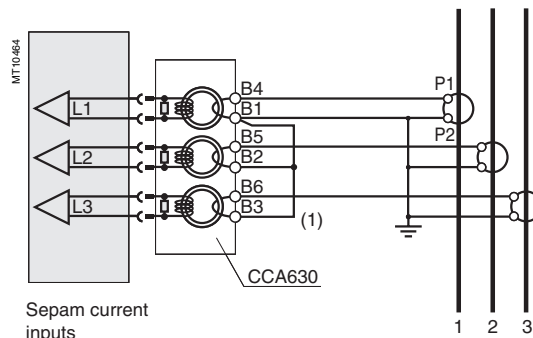 MT10464
B4
P1
L1
B1
B5
P2
L2
B2
B6
L3
B3
(1)
CCA630
Sepam current
inputs
1 2 3